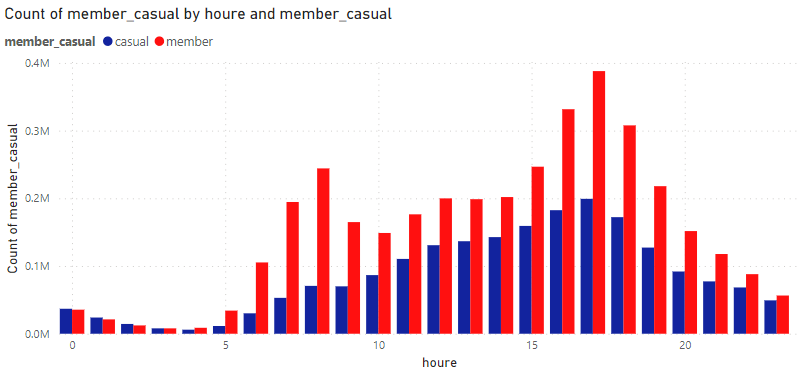 Count of member_casual by houre and member_casual
member_casual casual member
0.4M
0.3M
0.2M
0.1M
0.0M
Count of member_casual
0 5 10 15 20
houre